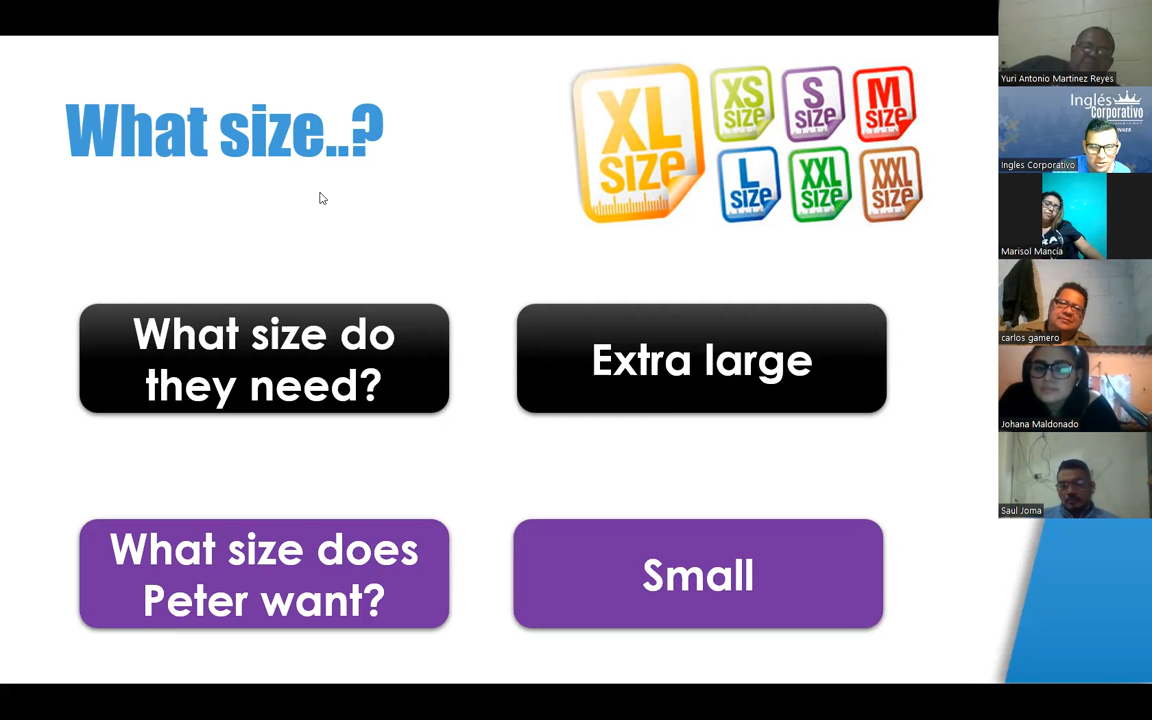 What size..?
XL
size
XS
size
S
size
M
size
L
size
XXL
size
XXXL
size
What size do
they need?
Extra large
What size does
Peter want?
Small
Yuri Antonio Martinez Reyes
Inglés
Corporativo
Ingles Corporativo
Marisol Mancía
carlos gamero
Johana Maldonado
Saul Joma